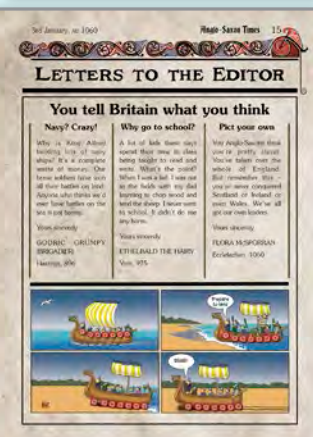 3rd January, AD 1060
Anglo-Saxon Times 15
LETTERS TO THE EDITOR
You tell Britain what you think
Navy? Crazy!
Why is King Alfred
building lots of navy
ships? It's a complete
waste of money. Our
brave soldiers have won
all their battles on land.
Anyone who thinks we'd
ever have battles on the
sea is just barmy.
Yours sincerely
GODRIC GRUMPY
(BRIGADIER)
Hastings, 896
Why go to school?
A lot of kids these days
spend their time in class
being taught to read and
write. What's the point?
When I was a lad, I was out
in the fields with my dad
learning to chop wood and
tend the sheep. I never went
to school. It didn't do me
any harm.
Yours sincerely
ETHELBALD THE HAIRY
York, 955
Pict your own
You Anglo-Saxons think
you're pretty clever.
You've taken over the
whole of England.
But remember this –
you've never conquered
Scotland or Ireland or
even Wales. We've all
got our own leaders.
Yours sincerely
FLORA McSPORRAN
1060